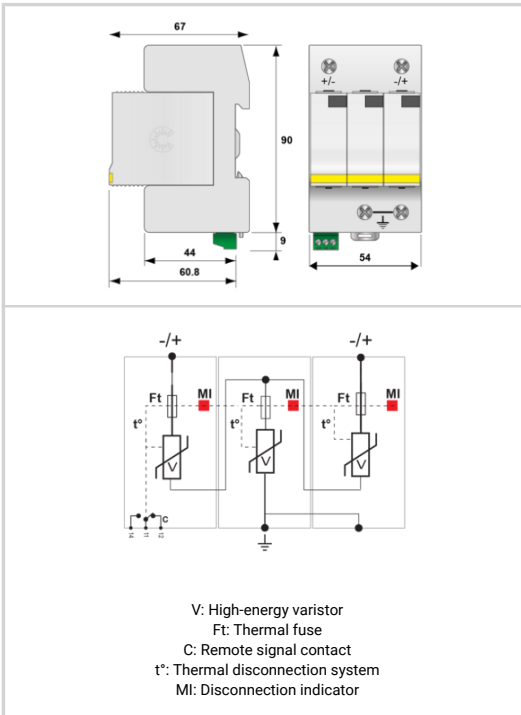 67
+/- -/+
90
9
44
60.8
54
-/+ -/+
Ft MI Ft MI Ft MI
t° t° t°
V V V
C
14 11 12
V: High-energy varistor
Ft: Thermal fuse
C: Remote signal contact
t°: Thermal disconnection system
MI: Disconnection indicator